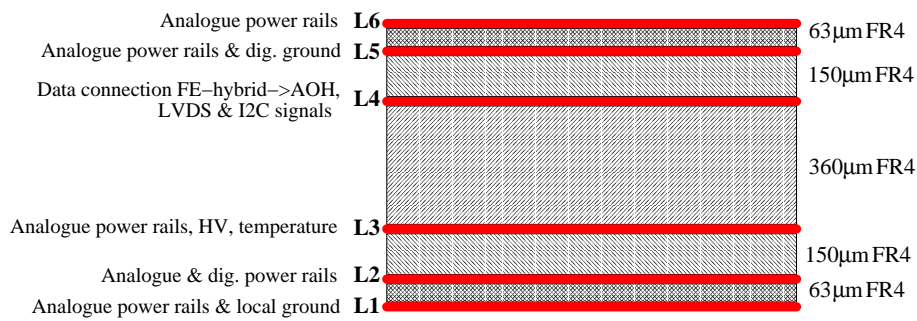 Analogue power rails L6
63μm FR4
Analogue power rails & dig. ground L5
150μm FR4
Data connection FE−hybrid−>AOH,
LVDS & I2C signals L4
360μm FR4
Analogue power rails, HV, temperature L3
150μm FR4
Analogue & dig. power rails L2
63μm FR4
Analogue power rails & local ground L1